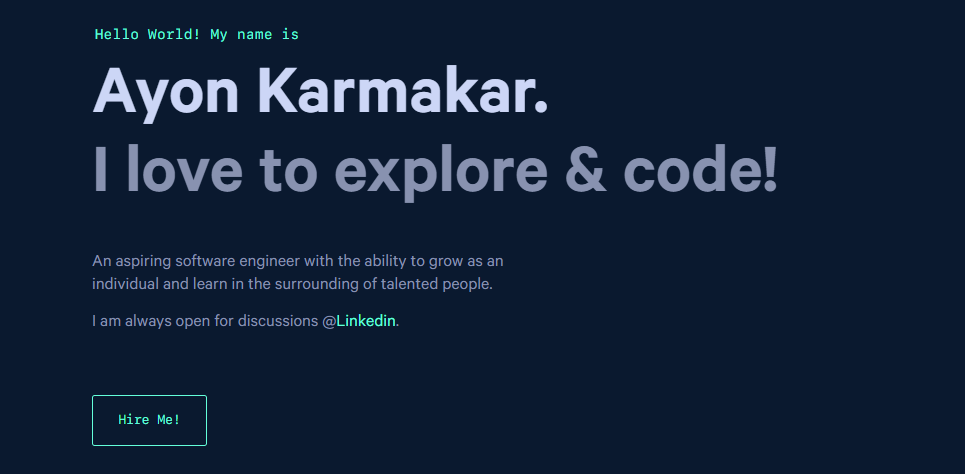 Hello World! My name is
Ayon Karmakar.
I love to explore & code!
An aspiring software engineer with the ability to grow as an
individual and learn in the surrounding of talented people.
I am always open for discussions @Linkedin.
Hire Me!